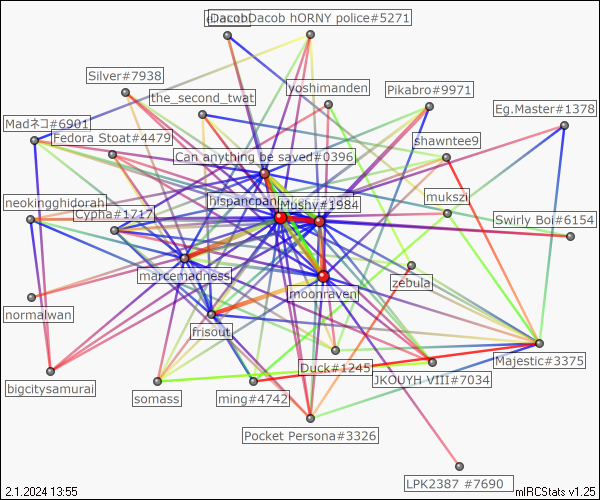 DacobDacob hORNY police#5271
Silver#7938
yoshimanden
Pikabro#9971
the_second_twat
Eg.Master#1378
Madネコ#6901
Fedora Stoat#4479
shawntee9
Can anything be saved#0396
mukszi
neokingghidorah
Cypha#1717
Mushy#1984
Swirly Boi#6154
marcemadness
zebula
moonraven
normalwan
frisout
Duck#1245
Majestic#3375
JKOUYH VIII#7034
bigcitysamurai
somass
ming#4742
Pocket Persona#3326
LPK2387 #7690
2.1.2024 13:55
mIRCStats v1.25